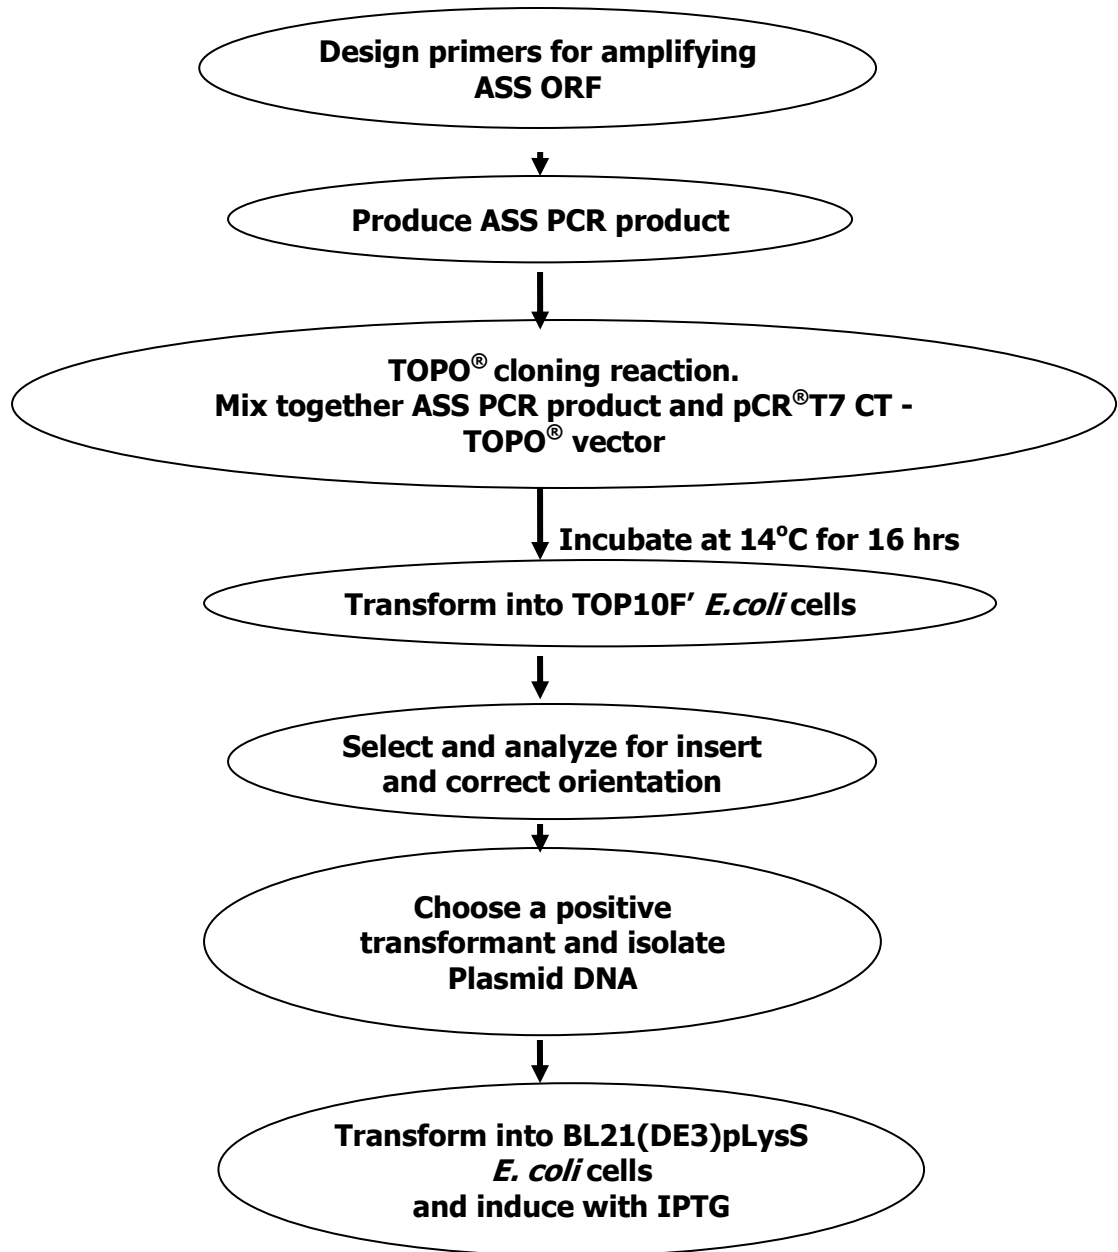 Design primers for amplifying
ASS ORF
Produce ASS PCR product
TOPO® cloning reaction.
Mix together ASS PCR product and pCR®T7 CT -
TOPO® vector
Incubate at 14°C for 16 hrs
Transform into TOP10F’ E.coli cells
Select and analyze for insert
and correct orientation
Choose a positive
transformant and isolate
Plasmid DNA
Transform into BL21(DE3)pLysS
E. coli cells
and induce with IPTG